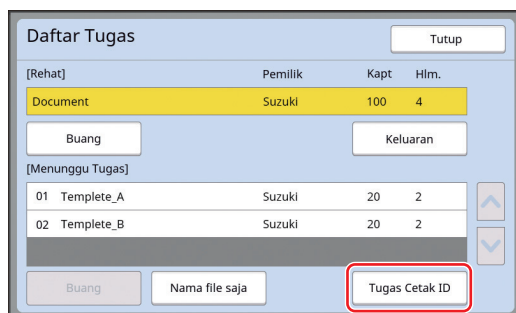 Daftar Tugas Tutup
[Rehat] Pemilik Kapt Hlm.
Document Suzuki 100 4
Buang Keluaran
[Menunggu Tugas]
01 Templete_A Suzuki 20 2
02 Templete_B Suzuki 20 2
Buang Nama file saja Tugas Cetak ID